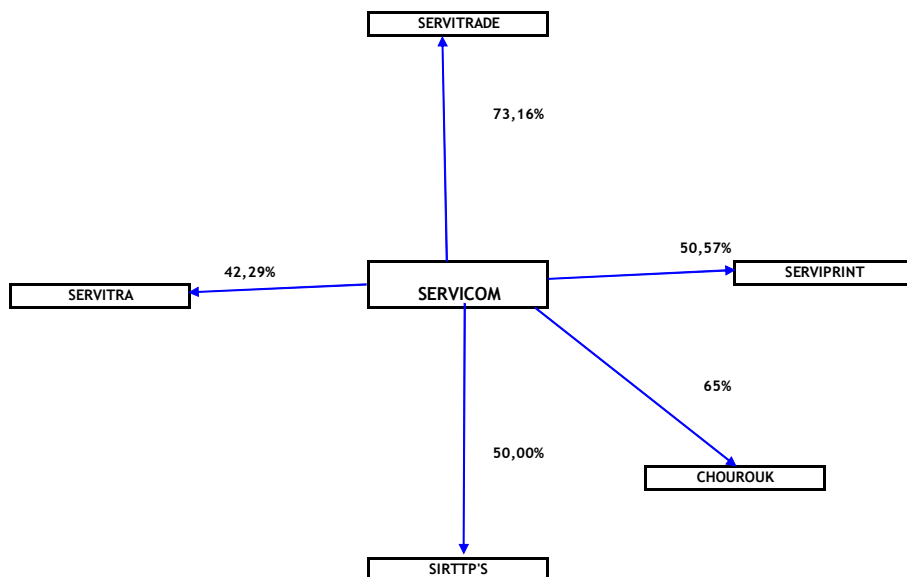 SERVITRADE
73,16%
50,57%
42,29%
SERVIPRINT
SERVICOM
SERVITRA
65%
50,00%
CHOUROUK
SIRTTP'S